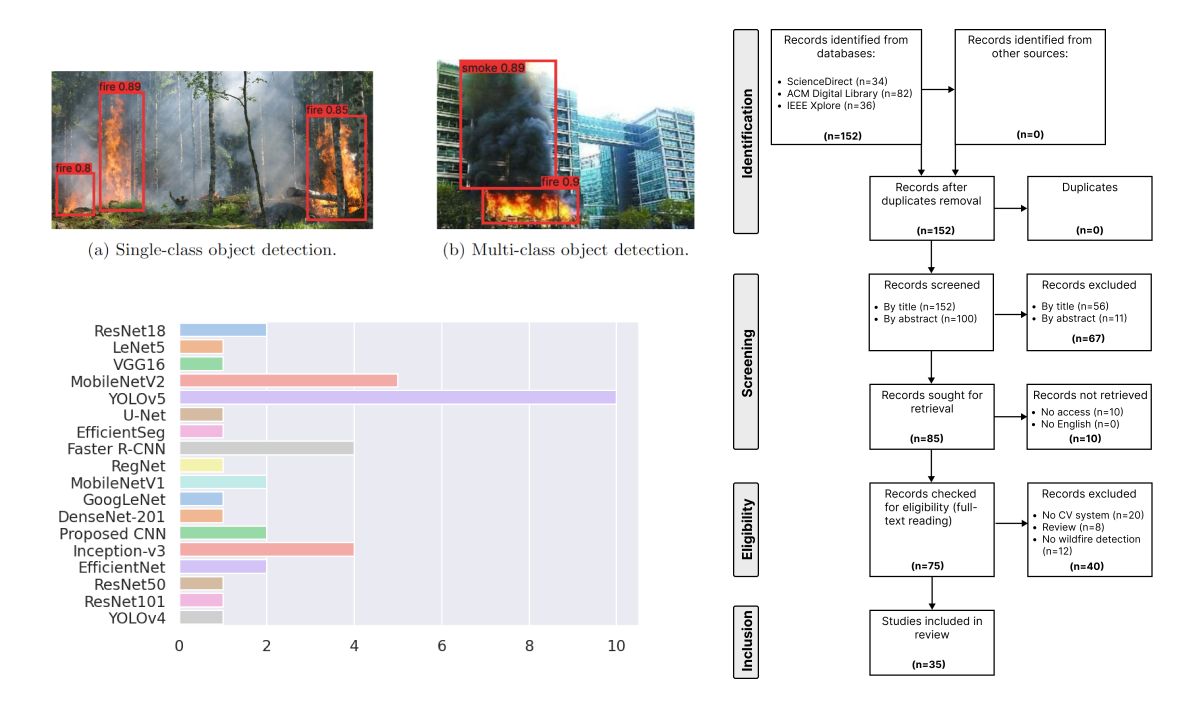 fire 0.89
fire 0.85
fire 0.8
(a) Single-class object detection.
smoke 0.89
fire 0.9
(b) Multi-class object detection.
ResNet18
LeNet5
VGG16
MobileNetV2
YOLOv5
U-Net
EfficientSeg
Faster R-CNN
RegNet
MobileNetV1
GoogLeNet
DenseNet-201
Proposed CNN
Inception-v3
EfficientNet
ResNet50
ResNet101
YOLOv4
0 2 4 6 8 10
Identification
Records identified from
databases:
• ScienceDirect (n=34)
• ACM Digital Library (n=82)
• IEEE Xplore (n=36)
(n=152)
Records identified from
other sources:
(n=0)
Records after
duplicates removal
(n=152)
Duplicates
(n=0)
Screening
Records screened
• By title (n=152)
• By abstract (n=100)
Records excluded
• By title (n=56)
• By abstract (n=11)
(n=67)
Records sought for
retrieval
(n=85)
Records not retrieved
• No access (n=10)
• No English (n=0)
(n=10)
Eligibility
Records checked
for eligibility (full-
text reading)
(n=75)
Records excluded
• No CV system (n=20)
• Review (n=8)
• No wildfire detection
(n=12)
(n=40)
Inclusion
Studies included in
review
(n=35)